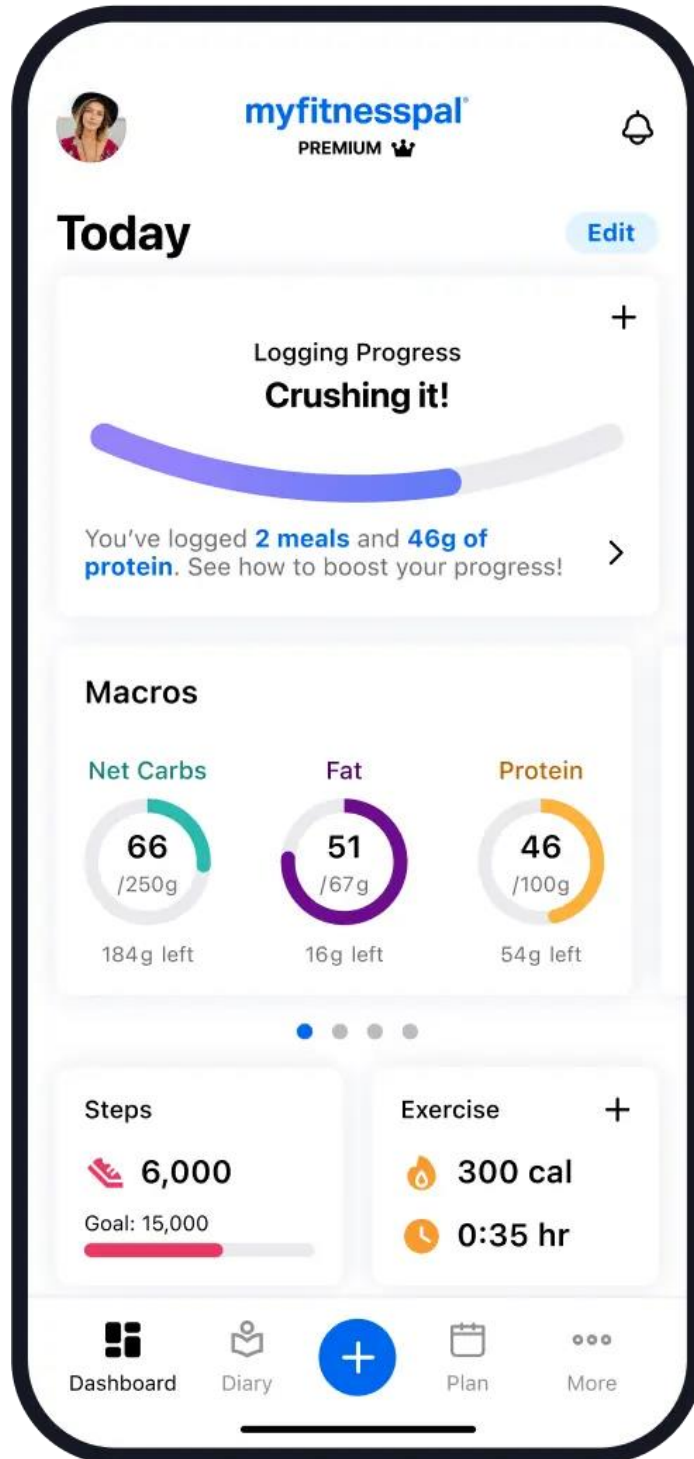 myfitnesspal®
PREMIUM
Today
Edit
Logging Progress
Crushing it!
You've logged 2 meals and 46g of
protein. See how to boost your progress!
Macros
Net Carbs
Fat
Protein
66
/250g
51
/67g
46
/100g
184g left
16g left
54g left
Steps
6,000
Goal: 15,000
Exercise
300 cal
0:35 hr
Dashboard
Diary
Plan
More